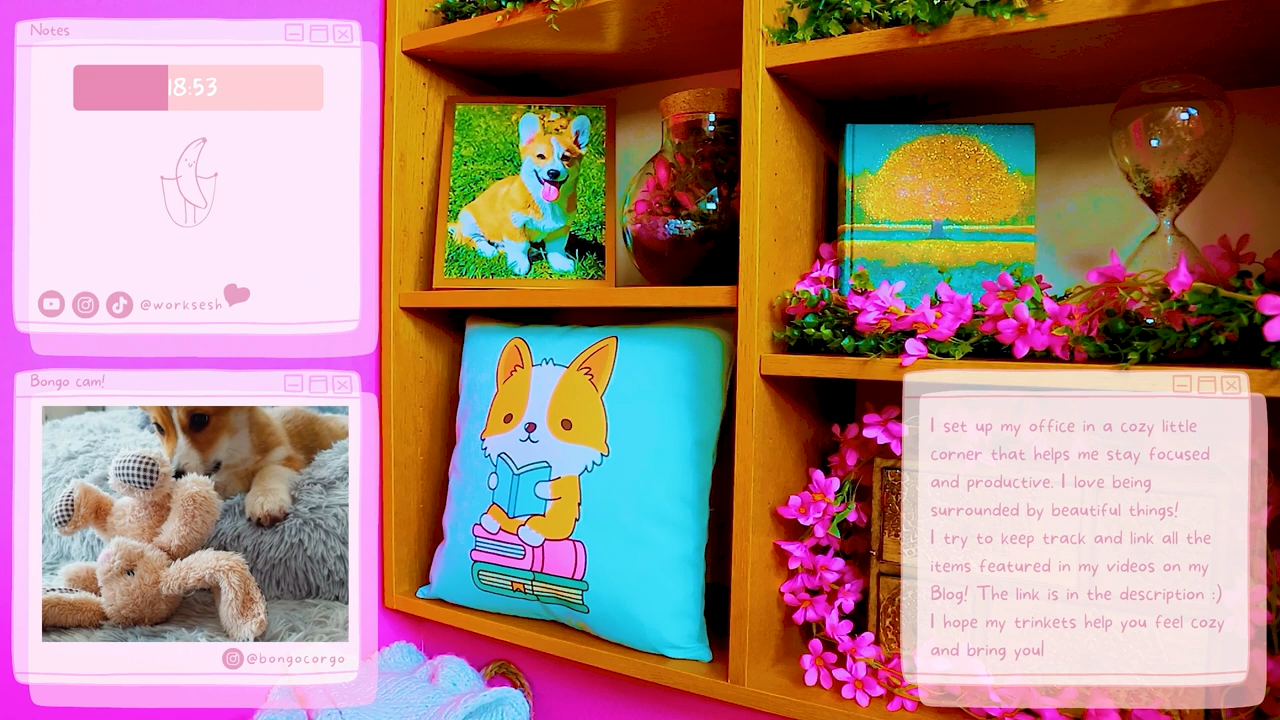 Notes
18:53
@worksesh
Bongo cam!
@bongocorgo
I set up my office in a cozy little
corner that helps me stay focused
and productive. I love being
surrounded by beautiful things!
I try to keep track and link all the
items featured in my videos on my
Blog! The link is in the description :)
I hope my trinkets help you feel cozy
and bring you